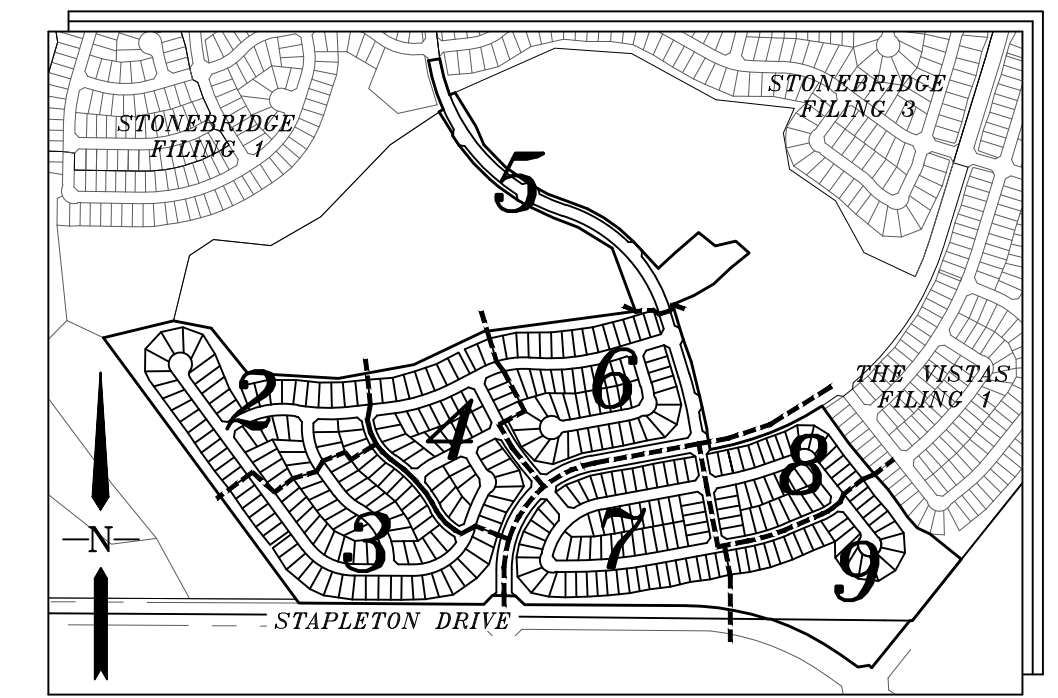 STONEBRIDGE
FILING 3
STONEBRIDGE
FILING 1
5
6
THE VISTAS
FILING 1
2
4
8
7
3
N
9
STAPLETON DRIVE